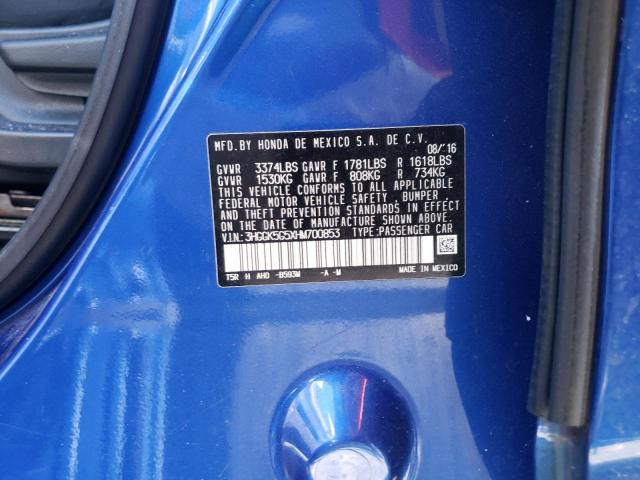 MFD.BY HONDA DE MEXICO S.A. DE C.V. 08/16
GVWR 3374LBS GAWR F 1781LBS R 1618LBS
GVWR 1530KG GAWR F 808KG R 734KG
THIS VEHICLE CONFORMS TO ALL APPLICABLE
FEDERAL MOTOR VEHICLE SAFETY, BUMPER,
AND THEFT PREVENTION STANDARDS IN EFFECT
ON THE DATE OF MANUFACTURE SHOWN ABOVE.
V.I.N.: 3HGGK5G5XHM700853 TYPE:PASSENGER CAR
T5R H AH0 -B593M -A -M MADE IN MEXICO